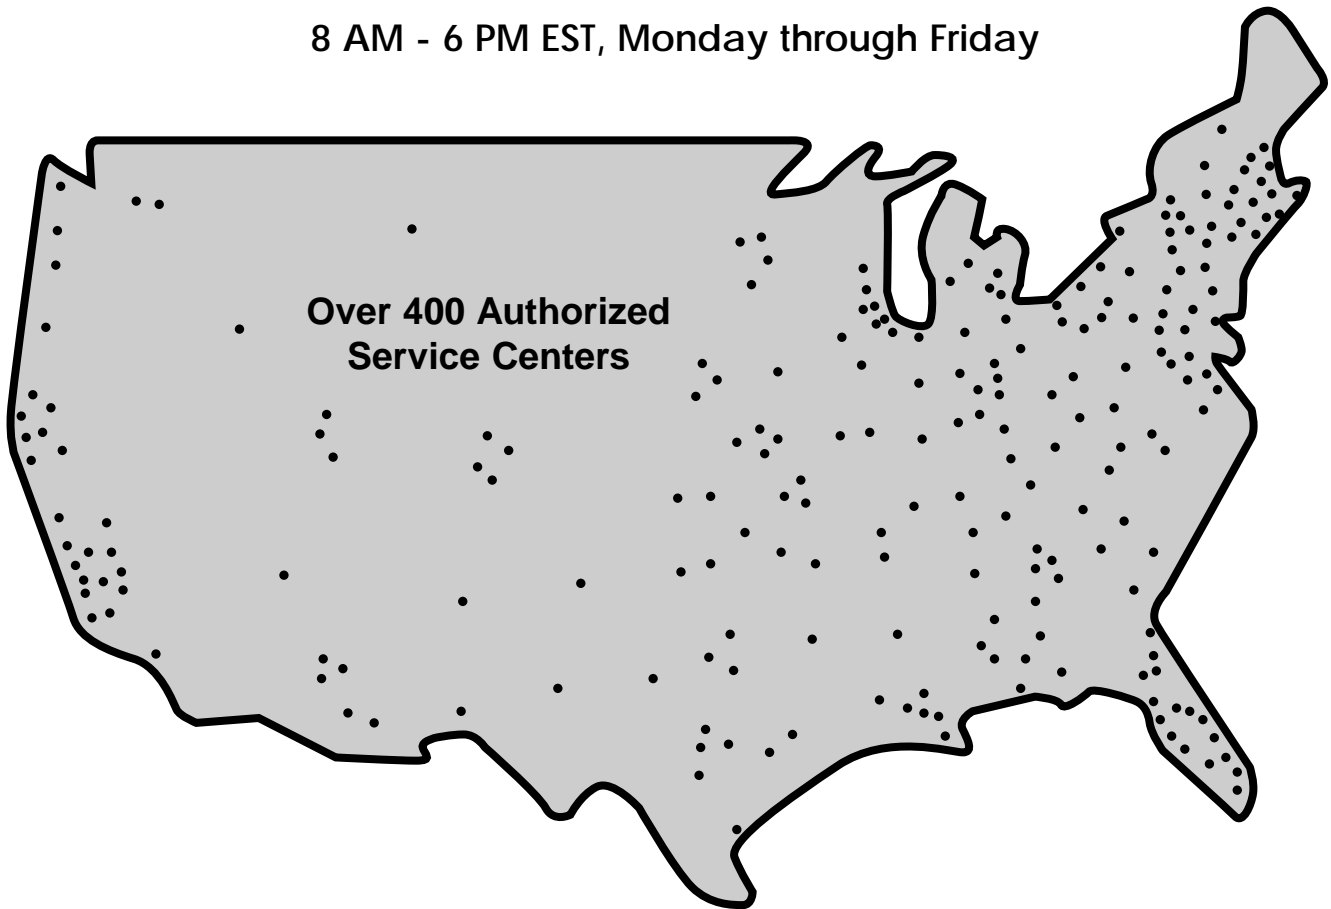 8 AM - 6 PM EST, Monday through Friday
Over 400 Authorized
Service Centers